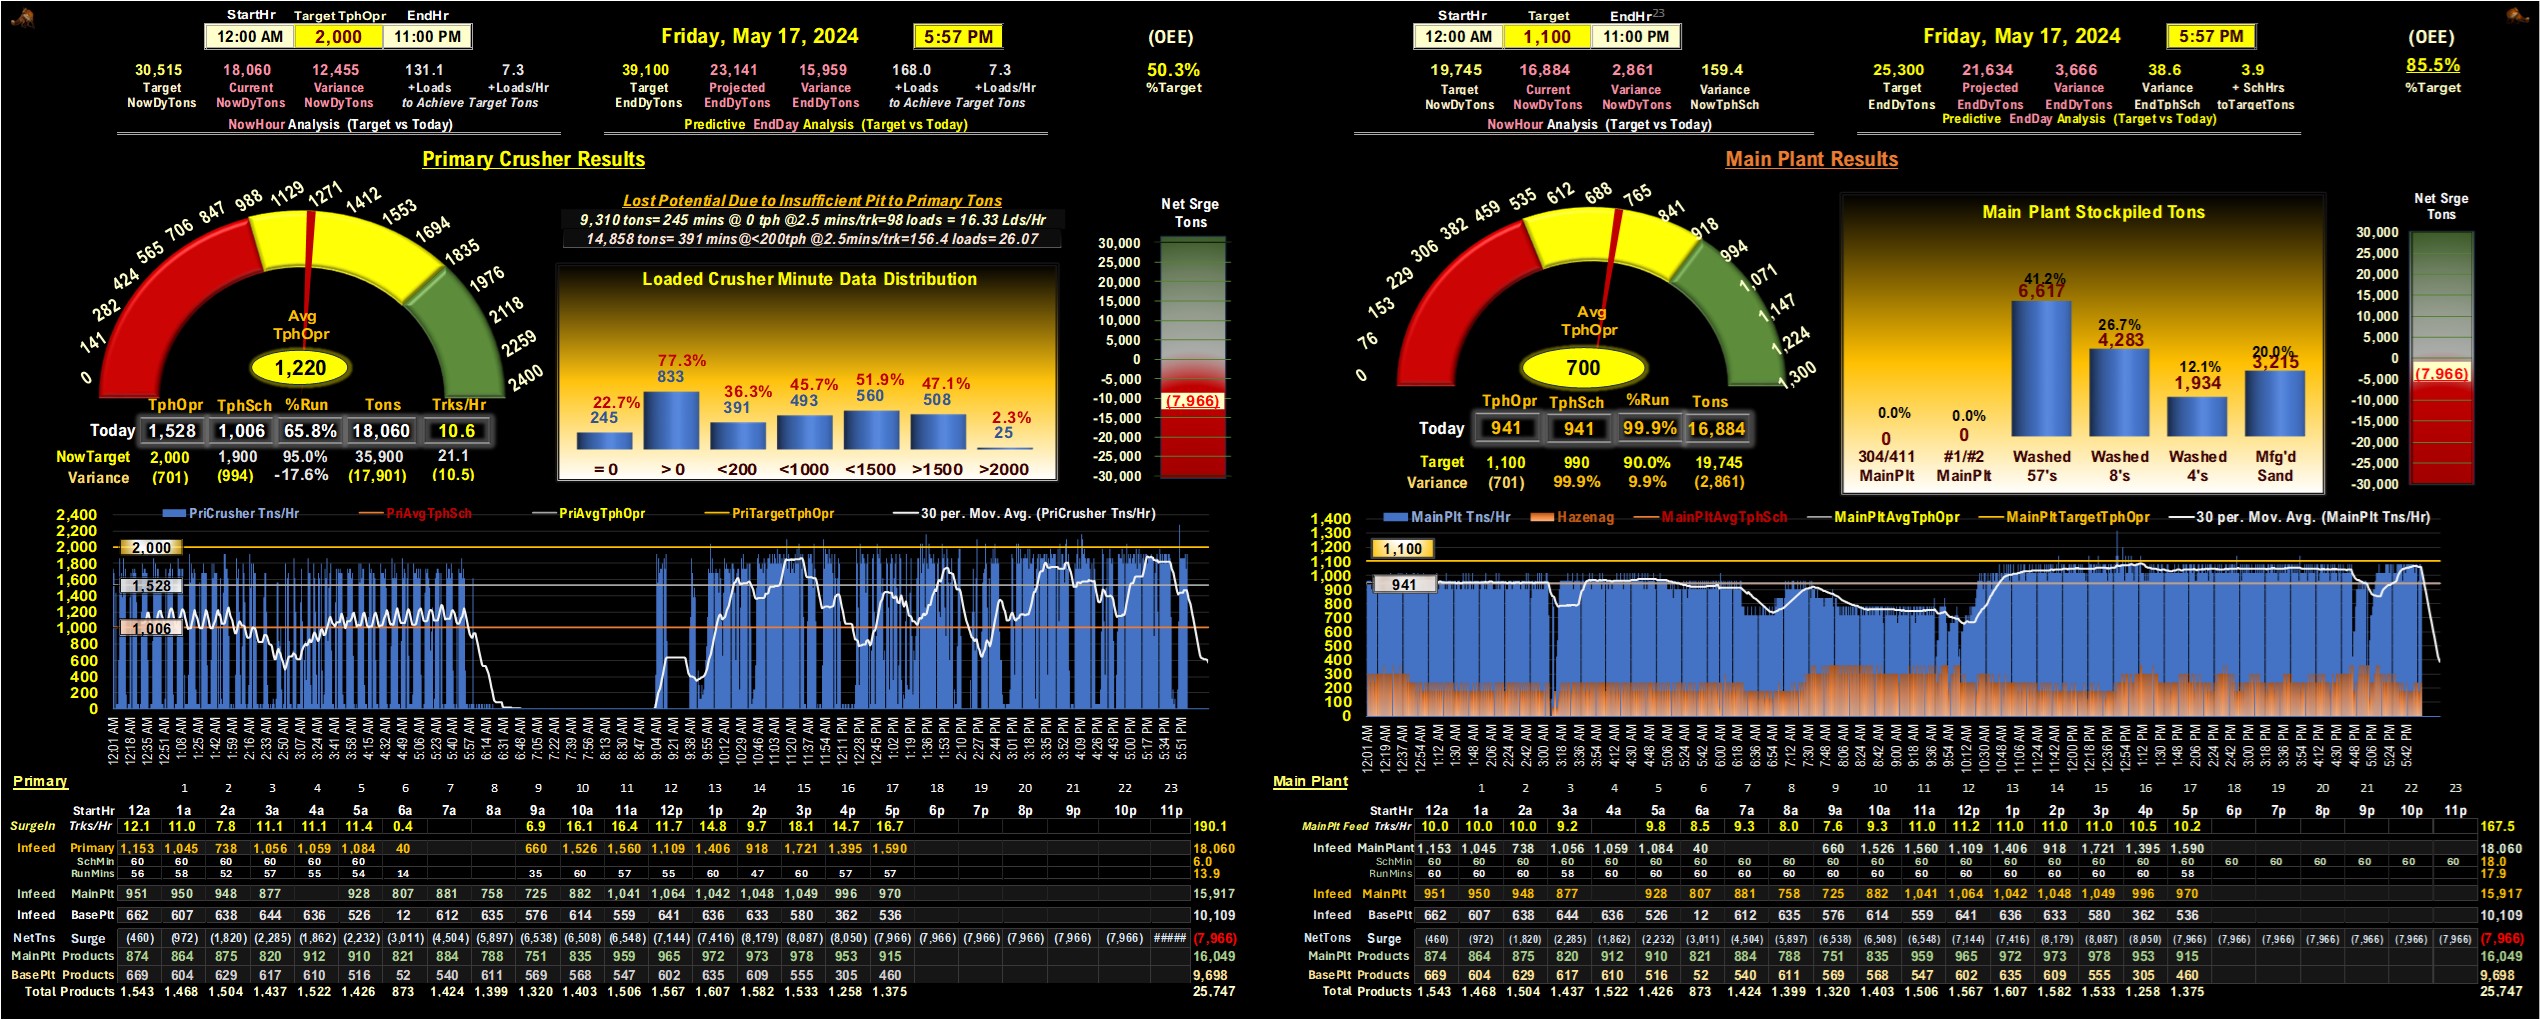 StartHr Target TphOpr EndHr
12:00 AM 2,000 11:00 PM
Friday, May 17, 2024 5:57 PM
(OEE)
50.3%
%Target
30,515 18,060 12,455 131.1 7.3
Target Current Variance +Loads +Loads/Hr
NowDyTons NowDyTons NowDyTons to Achieve Target Tons
NowHour Analysis (Target vs Today)
39,100 23,141 15,959 168.0 7.3
Target Projected Variance +Loads +Loads/Hr
EndDyTons EndDyTons EndDyTons to Achieve Target Tons
Predictive EndDay Analysis (Target vs Today)
Primary Crusher Results
0 141 282 424 565 706 847 988 1129 1271 1412 1553 1694 1835 1976 2118 2259 2400
Avg
TphOpr
1,220
TphOpr TphSch %Run Tons Trks/Hr
Today 1,528 1,006 65.8% 18,060 10.6
NowTarget 2,000 1,900 95.0% 35,900 21.1
Variance (701) (994) -17.6% (17,901) (10.5)
Lost Potential Due to Insufficient Pit to Primary Tons
9,310 tons= 245 mins @ 0 tph @2.5 mins/trk=98 loads = 16.33 Lds/Hr
14,858 tons= 391 mins@<200tph @2.5mins/trk=156.4 loads= 26.07
Loaded Crusher Minute Data Distribution
22.7% 77.3% 36.3% 45.7% 51.9% 47.1% 2.3%
245 833 391 493 560 508 25
= 0 > 0 <200 <1000 <1500 >1500 >2000
Net Srge
Tons
30,000
25,000
20,000
15,000
10,000
5,000
0
-5,000
(7,966)
-10,000
-15,000
-20,000
-25,000
-30,000
PriCrusher Tns/Hr PriAvgTphSch PriAvgTphOpr PriTargetTphOpr 30 per. Mov. Avg. (PriCrusher Tns/Hr)
2,400
2,200
2,000
1,800
1,600
1,400
1,200
1,000
800
600
400
200
0
2,000
1,528
1,006
12:01 AM 12:18 AM 12:35 AM 12:51 AM 1:08 AM 1:25 AM 1:42 AM 1:59 AM 2:16 AM 2:33 AM 2:50 AM 3:07 AM 3:24 AM 3:41 AM 3:58 AM 4:15 AM 4:32 AM 4:49 AM 5:06 AM 5:23 AM 5:40 AM 5:57 AM 6:14 AM 6:31 AM 6:48 AM 7:05 AM 7:22 AM 7:39 AM 7:56 AM 8:13 AM 8:30 AM 8:47 AM 9:04 AM 9:21 AM 9:38 AM 9:55 AM 10:12 AM 10:29 AM 10:46 AM 11:03 AM 11:20 AM 11:37 AM 11:54 AM 12:11 PM 12:28 PM 12:45 PM 1:02 PM 1:19 PM 1:36 PM 1:53 PM 2:10 PM 2:27 PM 2:44 PM 3:01 PM 3:18 PM 3:35 PM 3:52 PM 4:09 PM 4:26 PM 4:43 PM 5:00 PM 5:17 PM 5:34 PM 5:51 PM
Primary
1 2 3 4 5 6 7 8 9 10 11 12 13 14 15 16 17 18 19 20 21 22 23
StartHr 12a 1a 2a 3a 4a 5a 6a 7a 8a 9a 10a 11a 12p 1p 2p 3p 4p 5p 6p 7p 8p 9p 10p 11p
SurgeIn Trks/Hr 12.1 11.0 7.8 11.1 11.1 11.4 0.4 6.9 16.1 16.4 11.7 14.8 9.7 18.1 14.7 16.7 190.1
Infeed Primary 1,153 1,045 738 1,056 1,059 1,084 40 660 1,526 1,560 1,109 1,406 918 1,721 1,395 1,590 18,060
SchMin 60 60 60 60 60 60 6.0
RunMins 56 58 52 57 55 54 14 35 60 57 55 60 47 60 57 57 13.9
Infeed MainPlt 951 950 948 877 928 807 881 758 725 882 1,041 1,064 1,042 1,048 1,049 996 970 15,917
Infeed BasePlt 662 607 638 644 636 526 12 612 635 576 614 559 641 636 633 580 362 536 10,109
NetTns Surge (460) (972) (1,820) (2,285) (1,862) (2,232) (3,011) (4,504) (5,897) (6,538) (6,508) (6,548) (7,144) (7,416) (8,179) (8,087) (8,050) (7,966) (7,966) (7,966) (7,966) (7,966) (7,966) ##### (7,966)
MainPlt Products 874 864 875 820 912 910 821 884 788 751 835 959 965 972 973 978 953 915 16,049
BasePlt Products 669 604 629 617 610 516 52 540 611 569 568 547 602 635 609 555 305 460 9,698
Total Products 1,543 1,468 1,504 1,437 1,522 1,426 873 1,424 1,399 1,320 1,403 1,506 1,567 1,607 1,582 1,533 1,258 1,375 25,747
StartHr Target EndHr 23
12:00 AM 1,100 11:00 PM
Friday, May 17, 2024 5:57 PM
(OEE)
85.5%
%Target
19,745 16,884 2,861 159.4
Target Current Variance Variance
NowDyTons NowDyTons NowDyTons NowTphSch
NowHour Analysis (Target vs Today)
25,300 21,634 3,666 38.6 3.9
Target Projected Variance Variance + SchHrs
EndDyTons EndDyTons EndDyTons EndTphSch toTargetTons
Predictive EndDay Analysis (Target vs Today)
Main Plant Results
0 76 153 229 306 382 459 535 612 688 765 841 918 994 1,071 1,147 1,224 1,300
Avg
TphOpr
700
TphOpr TphSch %Run Tons
Today 941 941 99.9% 16,884
Target 1,100 990 90.0% 19,745
Variance (701) 99.9% 9.9% (2,861)
Main Plant Stockpiled Tons
0.0% 0.0% 41.2% 26.7% 12.1% 20.0%
0 0 6,617 4,283 1,934 3,215
304/411 #1/#2 Washed Washed Washed Mfg'd
MainPlt MainPlt 57's 8's 4's Sand
Net Srge
Tons
30,000
25,000
20,000
15,000
10,000
5,000
0
(7,966)
-5,000
-10,000
-15,000
-20,000
-25,000
-30,000
MainPlt Tns/Hr Hazenag MainPltAvgTphSch MainPltAvgTphOpr MainPltTargetTphOpr 30 per. Mov. Avg. (MainPlt Tns/Hr)
1,400
1,300
1,200
1,100
1,000
900
800
700
600
500
400
300
200
100
0
1,100
941
12:01 AM 12:19 AM 12:37 AM 12:54 AM 1:12 AM 1:30 AM 1:48 AM 2:06 AM 2:24 AM 2:42 AM 3:00 AM 3:18 AM 3:36 AM 3:54 AM 4:12 AM 4:30 AM 4:48 AM 5:06 AM 5:24 AM 5:42 AM 6:00 AM 6:18 AM 6:36 AM 6:54 AM 7:12 AM 7:30 AM 7:48 AM 8:06 AM 8:24 AM 8:42 AM 9:00 AM 9:18 AM 9:36 AM 9:54 AM 10:12 AM 10:30 AM 10:48 AM 11:06 AM 11:24 AM 11:42 AM 12:00 PM 12:18 PM 12:36 PM 12:54 PM 1:12 PM 1:30 PM 1:48 PM 2:06 PM 2:24 PM 2:42 PM 3:00 PM 3:18 PM 3:36 PM 3:54 PM 4:12 PM 4:30 PM 4:48 PM 5:06 PM 5:24 PM 5:42 PM
Main Plant
1 2 3 4 5 6 7 8 9 10 11 12 13 14 15 16 17 18 19 20 21 22 23
StartHr 12a 1a 2a 3a 4a 5a 6a 7a 8a 9a 10a 11a 12p 1p 2p 3p 4p 5p 6p 7p 8p 9p 10p 11p
MainPlt Feed Trks/Hr 10.0 10.0 10.0 9.2 9.8 8.5 9.3 8.0 7.6 9.3 11.0 11.2 11.0 11.0 11.0 10.5 10.2 167.5
Infeed MainPlant 1,153 1,045 738 1,056 1,059 1,084 40 660 1,526 1,560 1,109 1,406 918 1,721 1,395 1,590 18,060
SchMin 60 60 60 60 60 60 60 60 60 60 60 60 60 60 60 60 60 60 60 60 60 60 60 60 18.0
RunMins 60 60 60 58 60 60 60 60 60 60 60 60 60 60 60 60 58 17.9
Infeed MainPlt 951 950 948 877 928 807 881 758 725 882 1,041 1,064 1,042 1,048 1,049 996 970 15,917
Infeed BasePlt 662 607 638 644 636 526 12 612 635 576 614 559 641 636 633 580 362 536 10,109
NetTons Surge (460) (972) (1,820) (2,285) (1,862) (2,232) (3,011) (4,504) (5,897) (6,538) (6,508) (6,548) (7,144) (7,416) (8,179) (8,087) (8,050) (7,966) (7,966) (7,966) (7,966) (7,966) (7,966) (7,966) (7,966)
MainPlt Products 874 864 875 820 912 910 821 884 788 751 835 959 965 972 973 978 953 915 16,049
BasePlt Products 669 604 629 617 610 516 52 540 611 569 568 547 602 635 609 555 305 460 9,698
Total Products 1,543 1,468 1,504 1,437 1,522 1,426 873 1,424 1,399 1,320 1,403 1,506 1,567 1,607 1,582 1,533 1,258 1,375 25,747